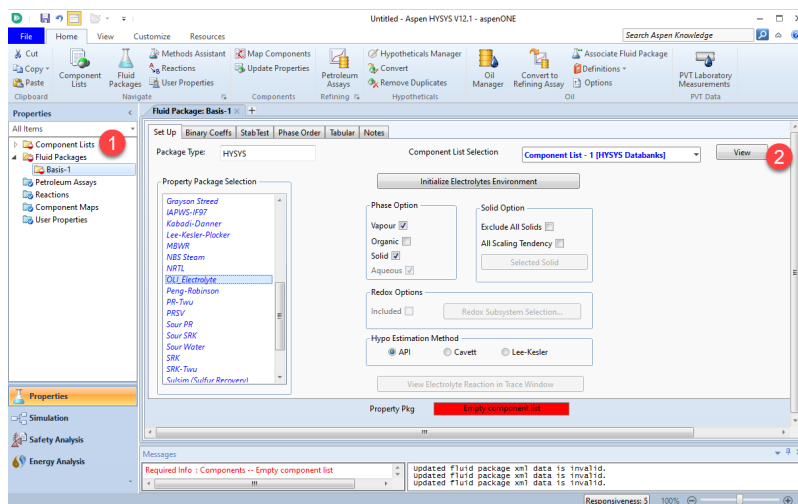 Untitled - Aspen HYSYS V12.1 - aspenONE
File Home View Customize Resources Search Aspen Knowledge
Cut
Copy
Paste
Clipboard
Component Lists
Fluid Packages
Methods Assistant
Reactions
User Properties
Navigate
Map Components
Update Properties
Components
Petroleum Assays
Refining
Hypotheticals Manager
Convert
Remove Duplicates
Hypotheticals
Oil Manager
Convert to Refining Assay
Associate Fluid Package
Definitions
Options
Oil
PVT Laboratory Measurements
PVT Data
Properties
All Items
Component Lists
1
Fluid Packages
Basis-1
Petroleum Assays
Reactions
Component Maps
User Properties
Properties
Simulation
Safety Analysis
Energy Analysis
Fluid Package: Basis-1
Set Up Binary Coeffs StabTest Phase Order Tabular Notes
Package Type: HYSYS
Component List Selection Component List - 1 [HYSYS Databanks] View
2
Property Package Selection
Grayson Streed
IAPWS-IF97
Kabadi-Danner
Lee-Kesler-Plocker
MBWR
NBS Steam
NRTL
OLI_Electrolyte
Peng-Robinson
PR-Twu
PRSV
Sour PR
Sour SRK
Sour Water
SRK
SRK-Twu
Sulsim (Sulfur Recovery)
Initialize Electrolytes Environment
Phase Option
Vapour
Organic
Solid
Aqueous
Solid Option
Exclude All Solids
All Scaling Tendency
Selected Solid
Redox Options
Included Redox Subsystem Selection...
Hypo Estimation Method
API Cavett Lee-Kesler
View Electrolyte Reaction in Trace Window
Property Pkg Empty component list
Messages
Required Info : Components -- Empty component list
Updated fluid package xml data is invalid.
Updated fluid package xml data is invalid.
Updated fluid package xml data is invalid.
Responsiveness: 5 100%